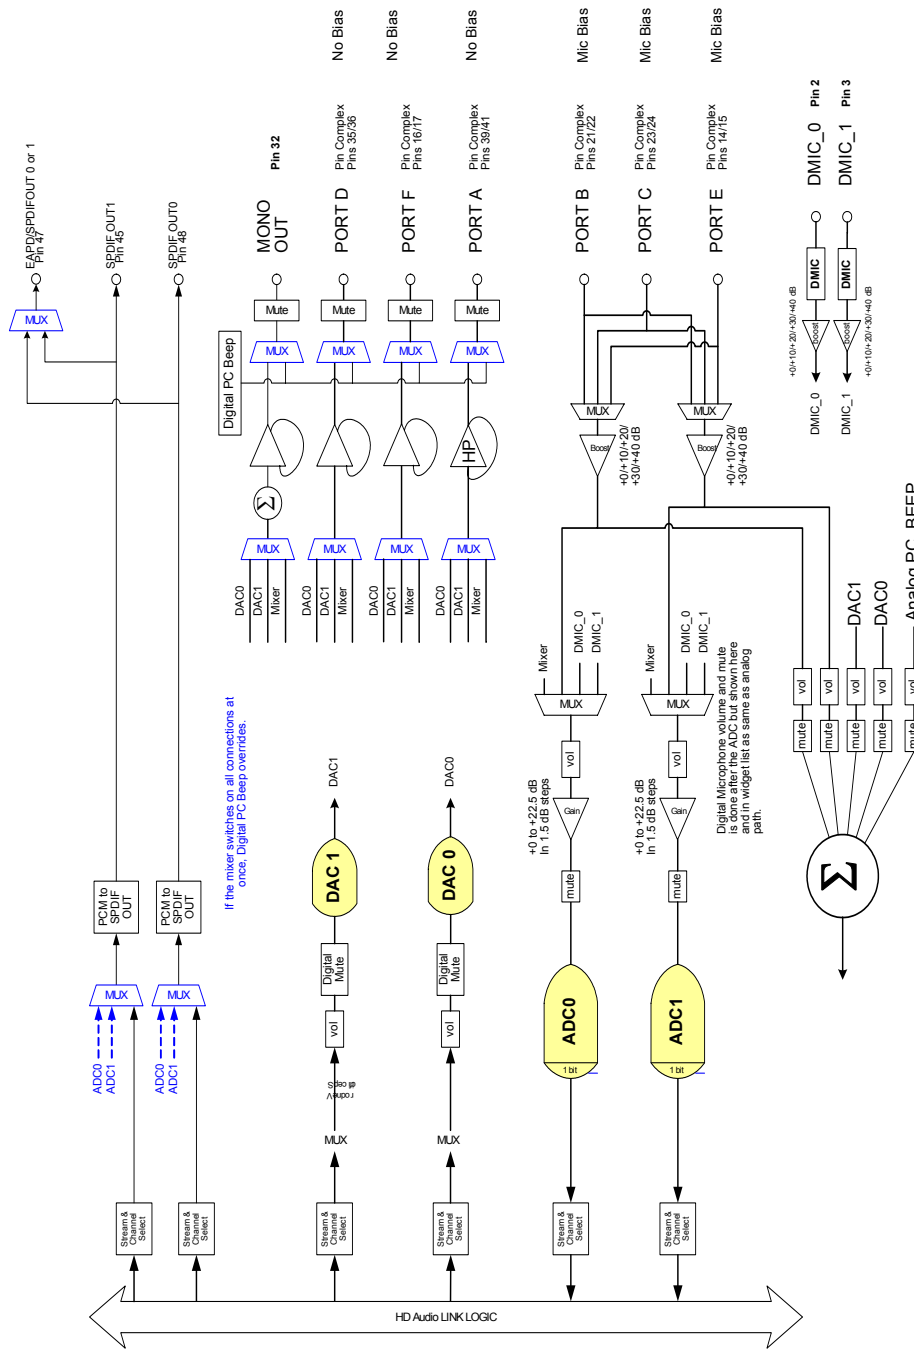 No Bias
No Bias
No Bias
Mic Bias
Mic Bias
Mic Bias
Pin 32
Pin Complex
Pins 35/36
Pin Complex
Pins 16/17
Pin Complex
Pins 39/41
Pin Complex
Pins 21/22
Pin Complex
Pins 23/24
Pin Complex
Pins 14/15
Pin 2
Pin 3
EAPD/SPDIFOUT 0 or 1
Pin 47
SPDIF_OUT1
Pin 45
SPDIF_OUT0
Pin 48
MONO
OUT
PORT D
PORT F
PORT A
PORT B
PORT C
PORT E
DMIC_0
DMIC_1
MUX
Digital PC Beep
Mute
Mute
Mute
Mute
MUX
MUX
MUX
MUX
HP
Σ
MUX
MUX
MUX
MUX
DAC0
DAC1
Mixer
DAC0
DAC1
Mixer
DAC0
DAC1
Mixer
DAC0
DAC1
Mixer
DMIC
DMIC
boost
boost
+0/+10/+20/+30/+40 dB
+0/+10/+20/+30/+40 dB
DMIC_0
DMIC_1
MUX
MUX
Boost
Boost
+0/+10/+20/
+30/+40 dB
+0/+10/+20/
+30/+40 dB
Mixer
DMIC_0
DMIC_1
Mixer
DMIC_0
DMIC_1
MUX
MUX
vol
vol
Gain
Gain
+0 to +22.5 dB
In 1.5 dB steps
+0 to +22.5 dB
In 1.5 dB steps
mute
mute
Digital Microphone volume and mute
is done after the ADC but shown here
and in widget list as same as analog
path.
DAC1
DAC0
Analog PC_BEEP
vol
vol
vol
vol
vol
mute
mute
mute
mute
mute
Σ
If the mixer switches on all connections at
once, Digital PC Beep overrides.
DAC1
DAC0
DAC 1
DAC 0
Digital
Mute
Digital
Mute
vol
vol
Vendor
Specific
MUX
MUX
PCM to
SPDIF
OUT
PCM to
SPDIF
OUT
MUX
MUX
ADC0
ADC1
ADC0
ADC1
ADC0
ADC1
1 bit
1 bit
Stream &
Channel
Select
Stream &
Channel
Select
Stream &
Channel
Select
Stream &
Channel
Select
Stream &
Channel
Select
Stream &
Channel
Select
HD Audio LINK LOGIC